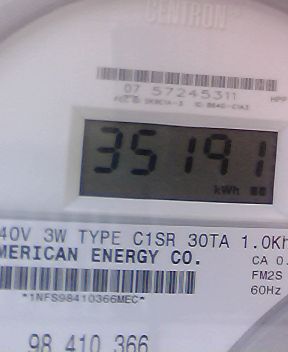 CENTRON
07 57245311
35191
kWh
40V 3W TYPE C1SR 30TA 1.0Kh
MERICAN ENERGY CO.
CA 0.
FM2S
60Hz
*1NFS98410366MEC*
98 410 366